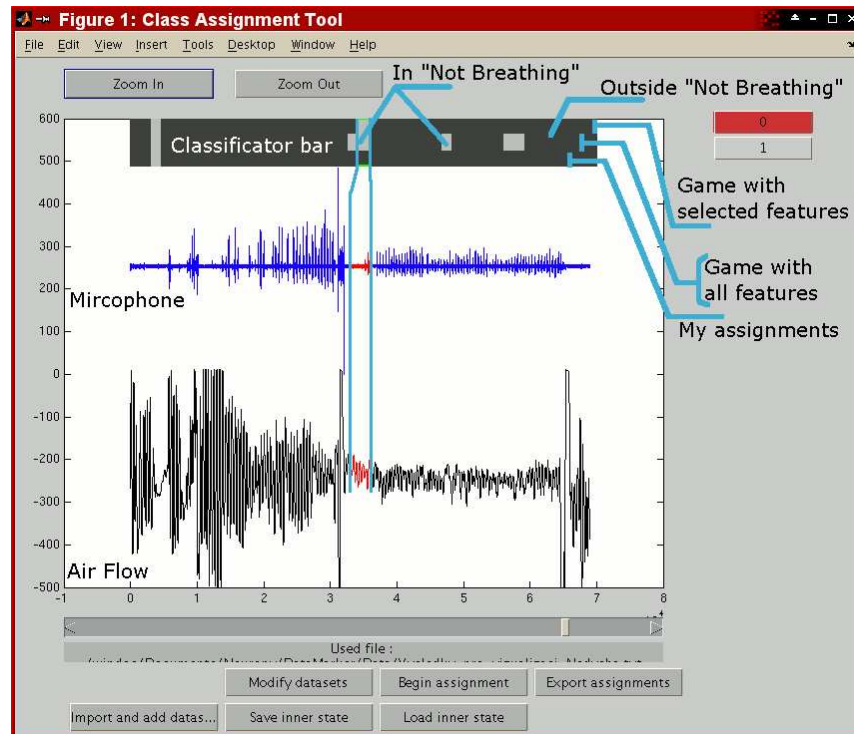 Figure 1: Class Assignment Tool
File Edit View Insert Tools Desktop Window Help
Zoom In
Zoom Out
In "Not Breathing"
Outside "Not Breathing"
Classificator bar
0
1
Game with
selected features
Game with
all features
My assignments
Mircophone
Air Flow
600
500
400
300
200
100
0
-100
-200
-300
-400
-500
-1 0 1 2 3 4 5 6 7 8
Used file :
Modify datasets
Begin assignment
Export assignments
Import and add datas...
Save inner state
Load inner state